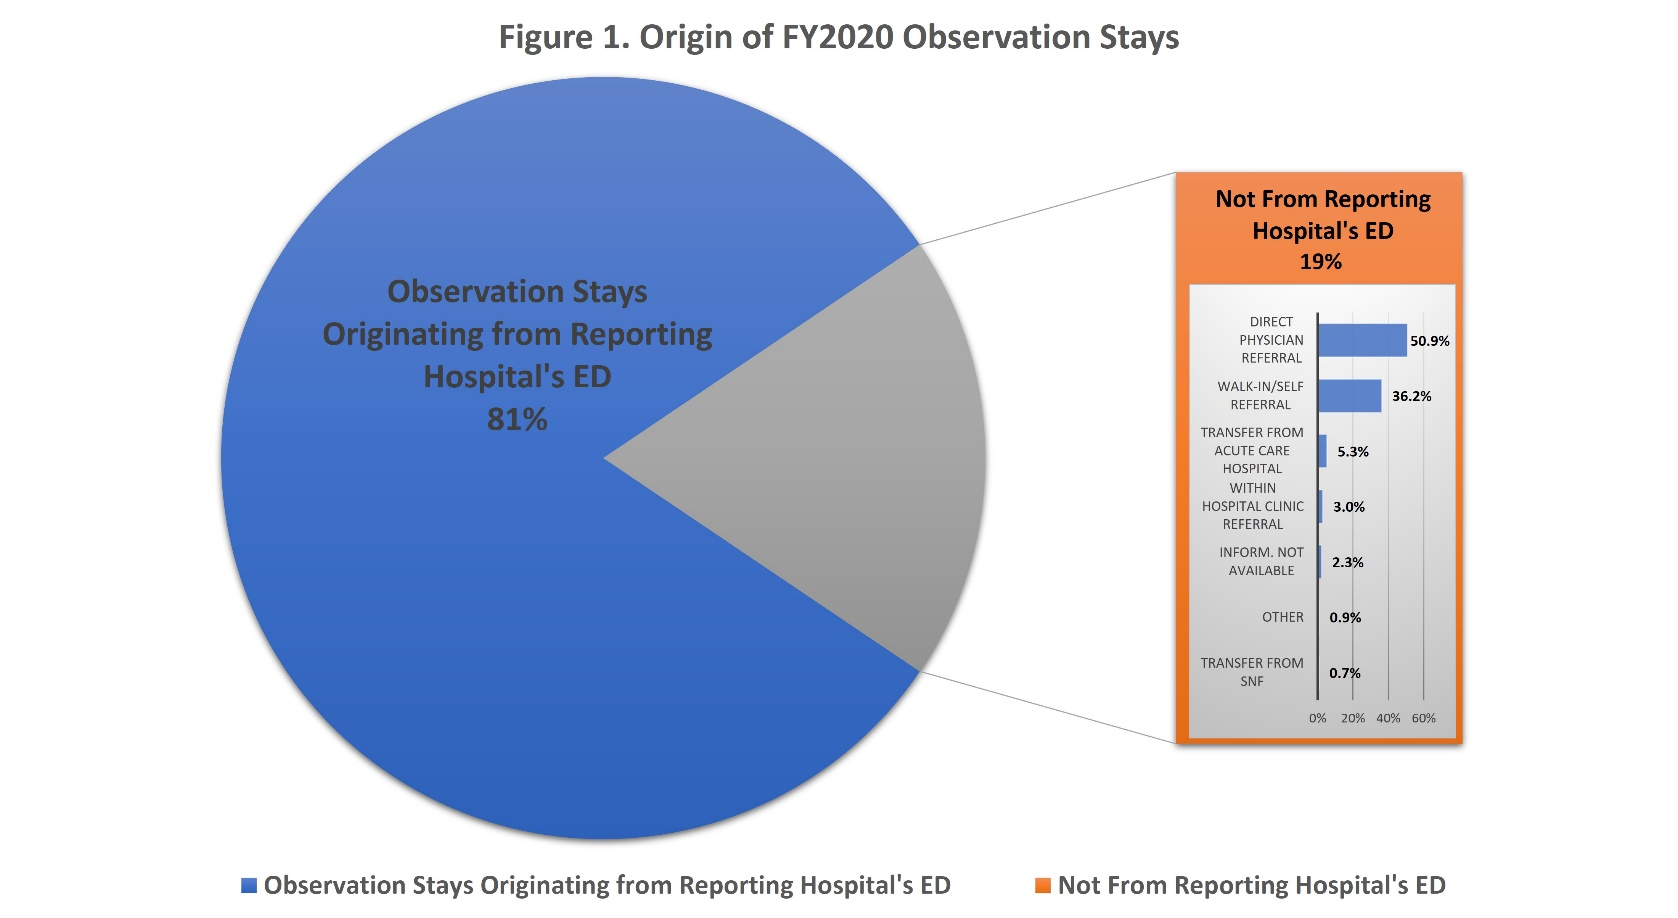 Figure 1. Origin of FY2020 Observation Stays
Observation Stays
Originating from Reporting
Hospital's ED
81%
Not From Reporting
Hospital's ED
19%
DIRECT
PHYSICIAN
REFERRAL
50.9%
WALK-IN/SELF
REFERRAL
36.2%
TRANSFER FROM
ACUTE CARE
HOSPITAL
5.3%
WITHIN
HOSPITAL CLINIC
REFERRAL
3.0%
INFORM. NOT
AVAILABLE
2.3%
OTHER
0.9%
TRANSFER FROM
SNF
0.7%
0% 20% 40% 60%
Observation Stays Originating from Reporting Hospital's ED
Not From Reporting Hospital's ED